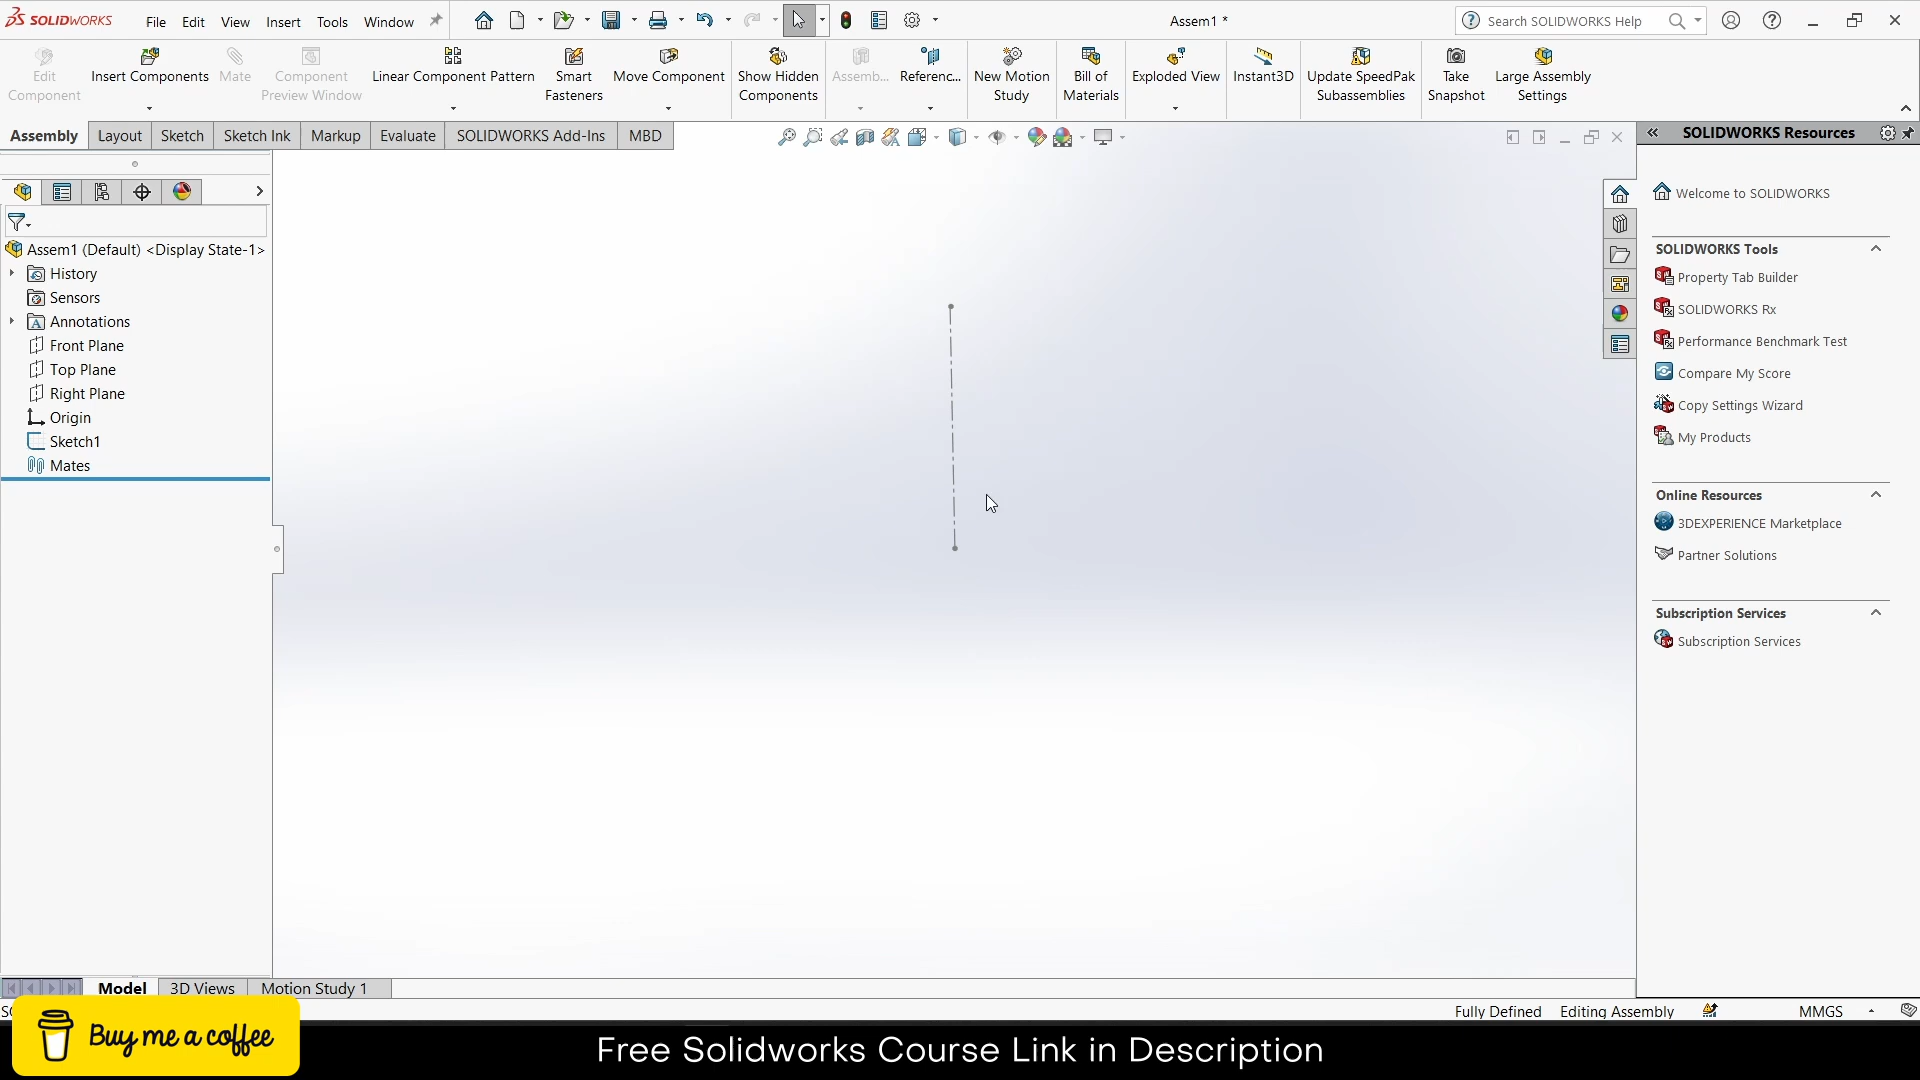 SOLIDWORKS File Edit View Insert Tools Window Assem1 * Search SOLIDWORKS Help
Edit Component
Insert Components
Mate
Component Preview Window
Linear Component Pattern
Smart Fasteners
Move Component
Show Hidden Components
Assemb...
Referenc...
New Motion Study
Bill of Materials
Exploded View
Instant3D
Update SpeedPak Subassemblies
Take Snapshot
Large Assembly Settings
Assembly Layout Sketch Sketch Ink Markup Evaluate SOLIDWORKS Add-Ins MBD
Assem1 (Default) <Display State-1>
History
Sensors
Annotations
Front Plane
Top Plane
Right Plane
Origin
Sketch1
Mates
SOLIDWORKS Resources
Welcome to SOLIDWORKS
SOLIDWORKS Tools
Property Tab Builder
SOLIDWORKS Rx
Performance Benchmark Test
Compare My Score
Copy Settings Wizard
My Products
Online Resources
3DEXPERIENCE Marketplace
Partner Solutions
Subscription Services
Subscription Services
Model 3D Views Motion Study 1
Fully Defined Editing Assembly MMGS
Buy me a coffee
Free Solidworks Course Link in Description